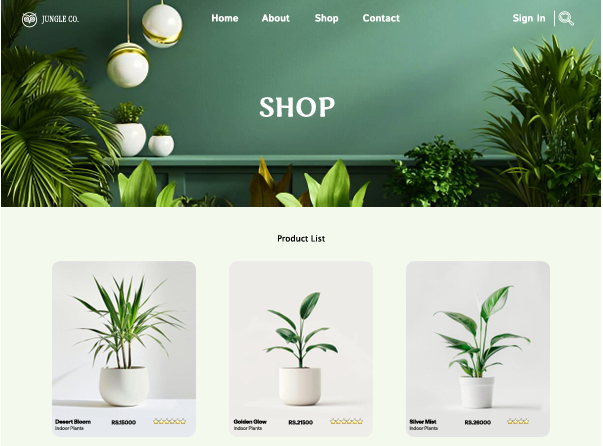 JUNGLE CO.
Home About Shop Contact
Sign In
SHOP
Product List
Desert Bloom RS.15000
Indoor Plants
Golden Glow RS.21500
Indoor Plants
Silver Mist RS.28000
Indoor Plants